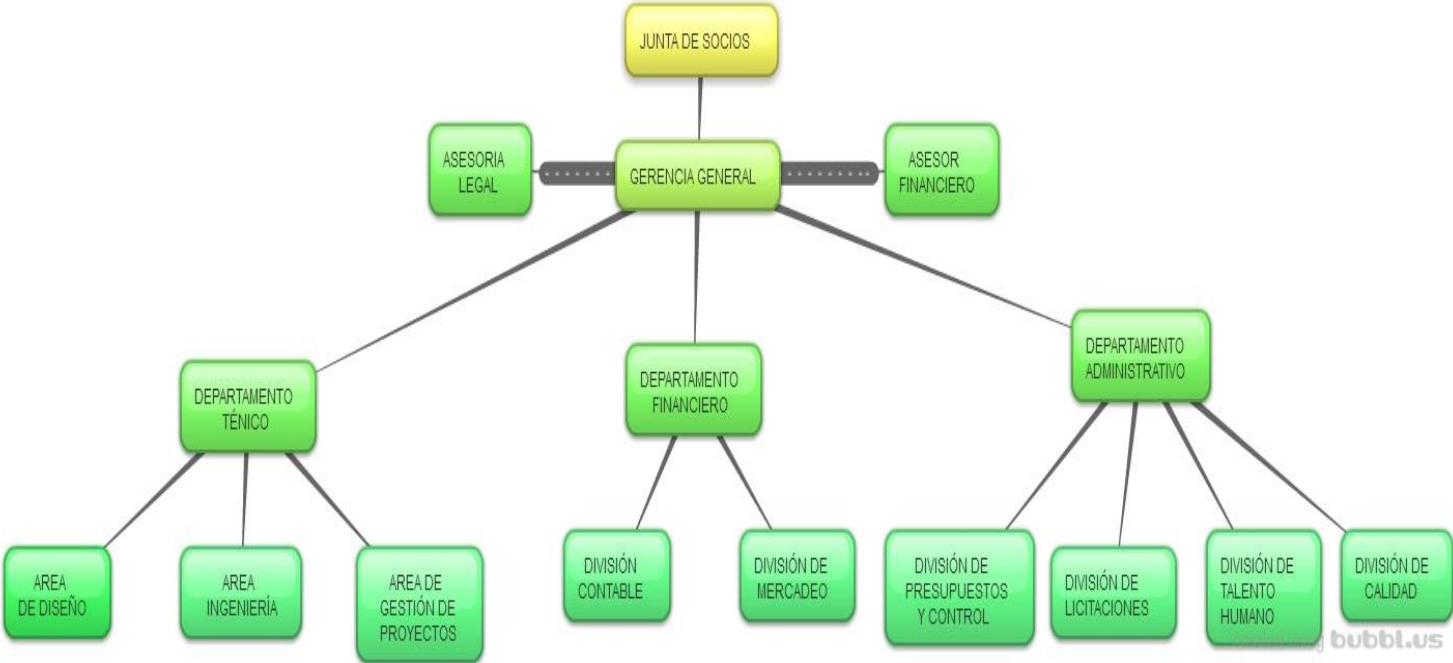 JUNTA DE SOCIOS
ASESORIA
LEGAL
GERENCIA GENERAL
ASESOR
FINANCIERO
DEPARTAMENTO
TÉNICO
DEPARTAMENTO
FINANCIERO
DEPARTAMENTO
ADMINISTRATIVO
AREA
DE DISEÑO
AREA
INGENIERÍA
AREA DE
GESTIÓN DE
PROYECTOS
DIVISIÓN
CONTABLE
DIVISIÓN DE
MERCADEO
DIVISIÓN DE
PRESUPUESTOS
Y CONTROL
DIVISIÓN DE
LICITACIONES
DIVISIÓN DE
TALENTO
HUMANO
DIVISIÓN DE
CALIDAD
bubbl.us